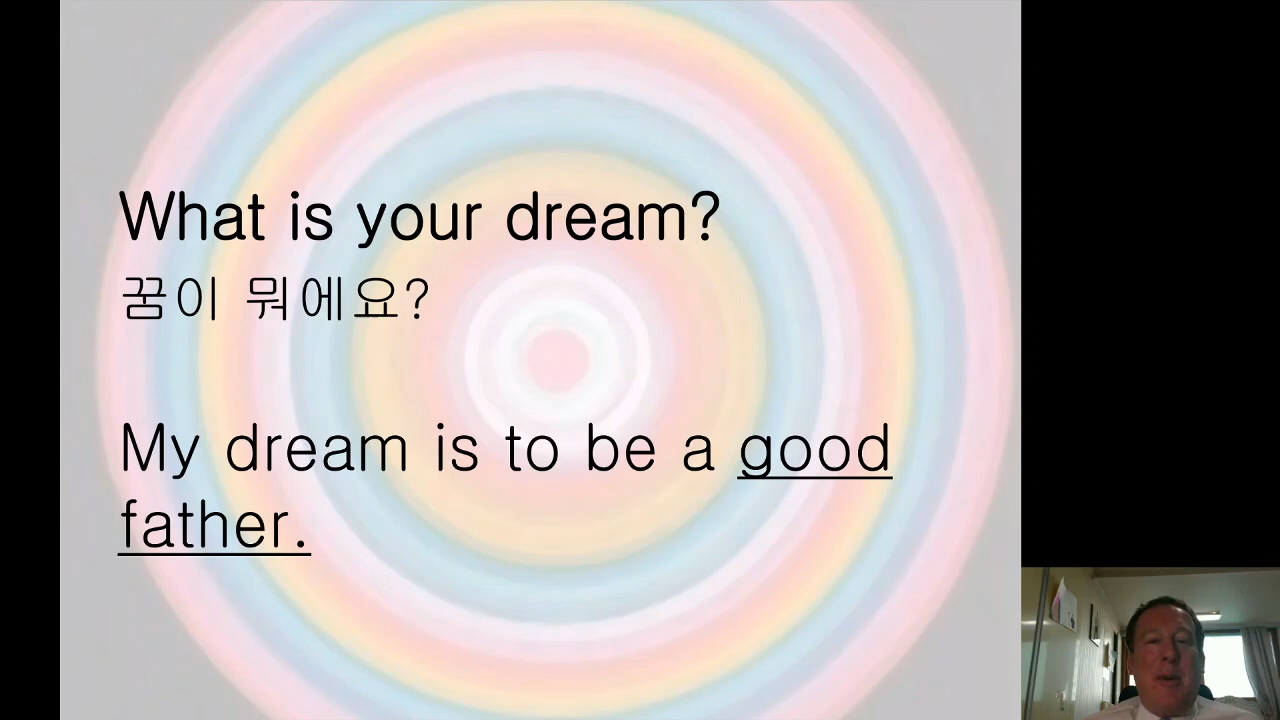 What is your dream?
꿈이 뭐에요?
My dream is to be a good
father.